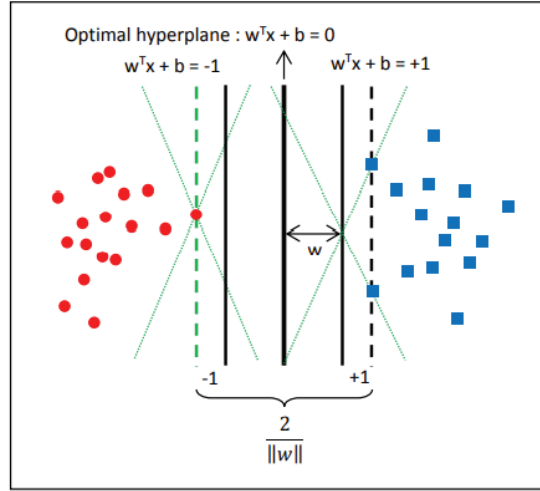 Optimal hyperplane : wᵀx + b = 0
wᵀx + b = -1
wᵀx + b = +1
w
-1
+1
2
‖w‖